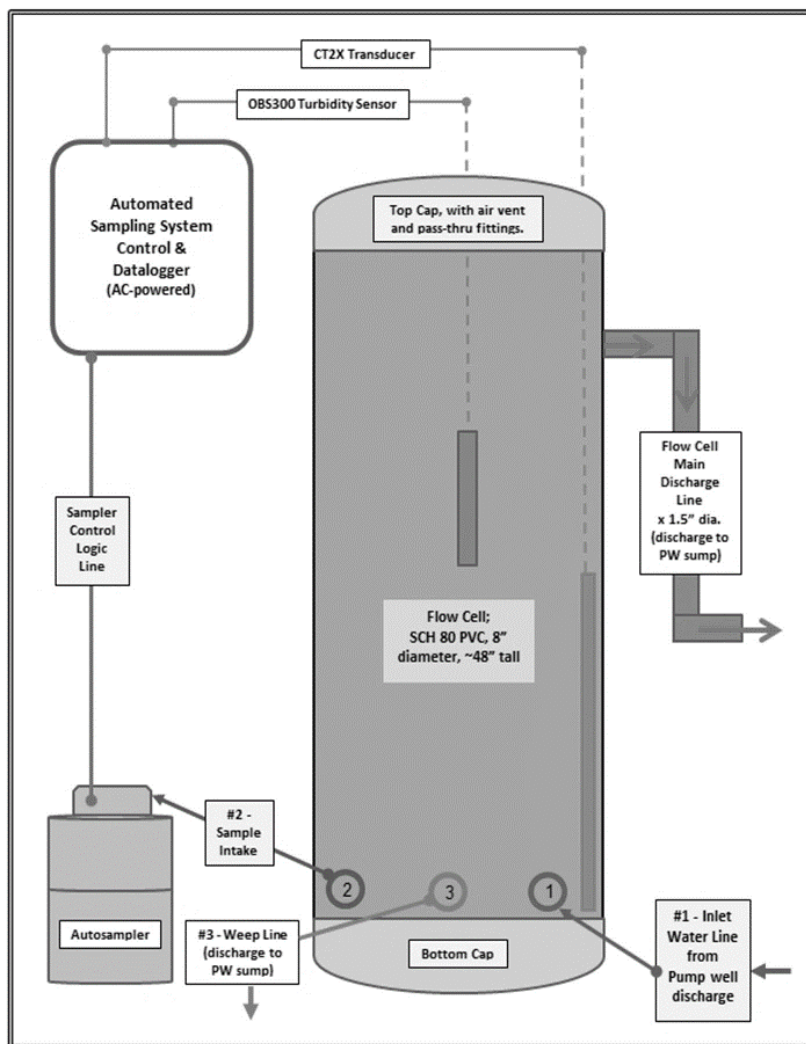 CT2X Transducer
OBS300 Turbidity Sensor
Automated
Sampling System
Control &
Datalogger
(AC-powered)
Top Cap, with air vent
and pass-thru fittings.
Flow Cell
Main
Discharge
Line
x 1.5" dia.
(discharge to
PW sump)
Sampler
Control
Logic
Line
Flow Cell;
SCH 80 PVC, 8"
diameter, ~48" tall
#2 -
Sample
Intake
2
3
1
Autosampler
#3 - Weep Line
(discharge to
PW sump)
Bottom Cap
#1 - Inlet
Water Line
from
Pump well
discharge